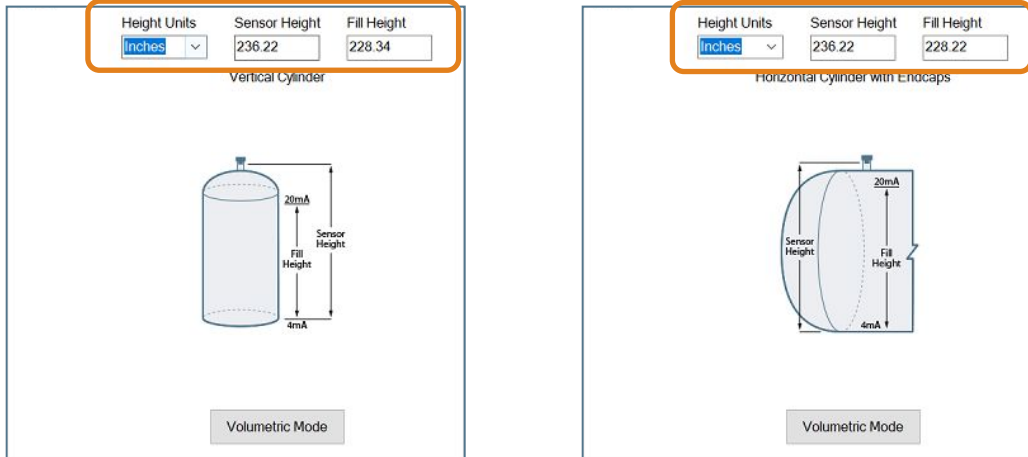 Height Units Sensor Height Fill Height
Inches 236.22 228.34
Vertical Cylinder
20mA
Sensor
Height
Fill
Height
4mA
Volumetric Mode
Height Units Sensor Height Fill Height
Inches 236.22 228.22
Horizontal Cylinder with Endcaps
20mA
Sensor
Height
Fill
Height
4mA
Volumetric Mode